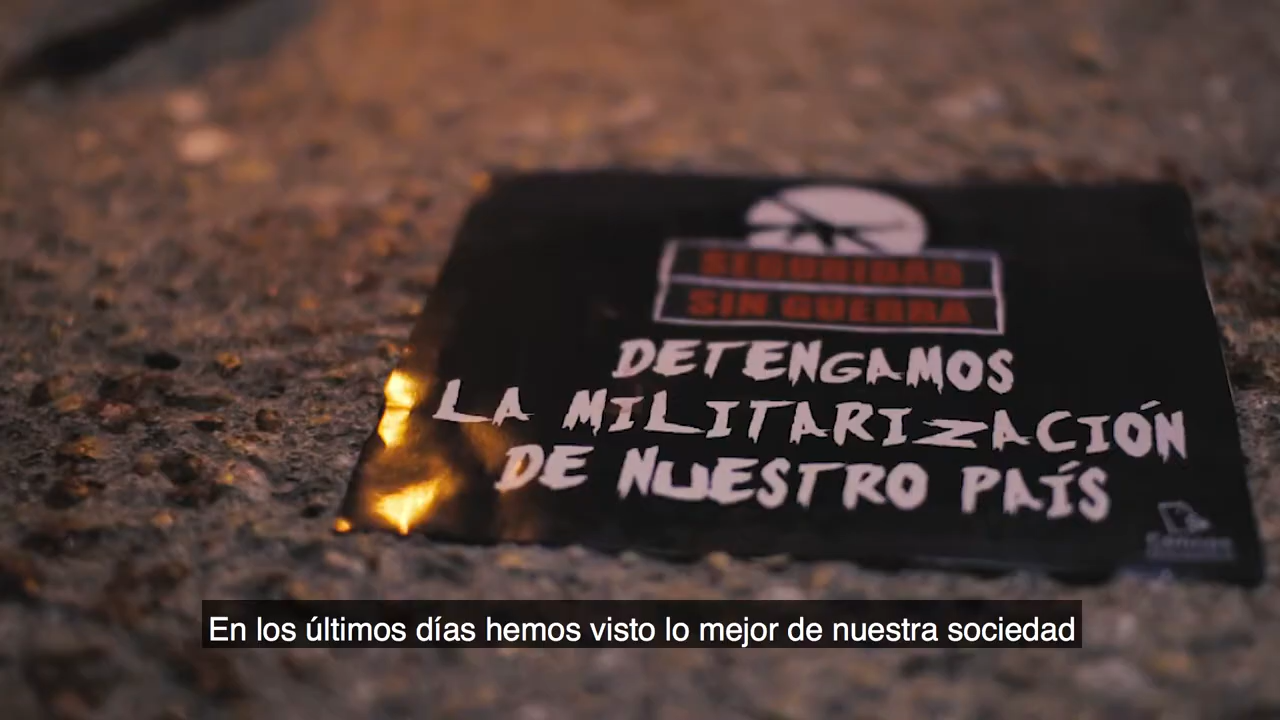 SEGURIDAD
SIN GUERRA
DETENGAMOS
LA MILITARIZACIÓN
DE NUESTRO PAÍS
En los últimos días hemos visto lo mejor de nuestra sociedad